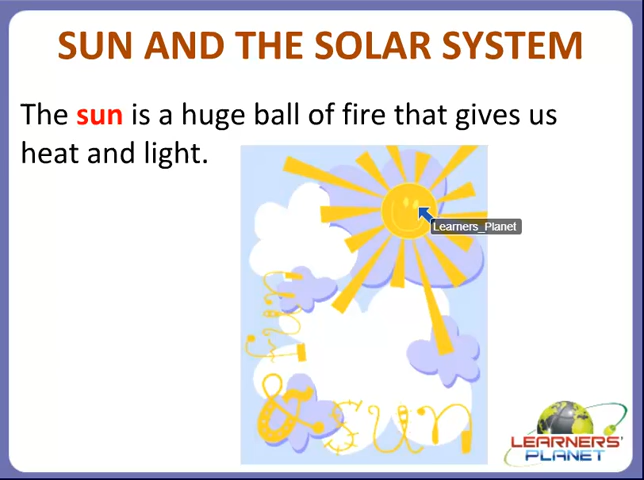 SUN AND THE SOLAR SYSTEM
The sun is a huge ball of fire that gives us
heat and light.
Learners_Planet
& sun
LEARNERS'
PLANET